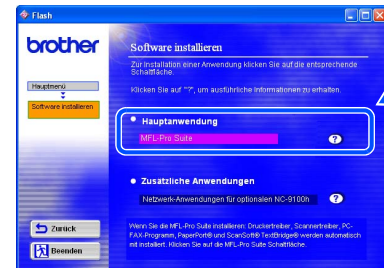 Flash
brother
Software installieren
Zur Installation einer Anwendung klicken Sie auf die entsprechende
Schaltfläche.
Klicken Sie auf "?", um ausführliche Informationen zu erhalten.
Hauptmenü
Software installieren
Hauptanwendung
MFL-Pro Suite
?
Zusätzliche Anwendungen
Netzwerk-Anwendungen für optionalen NC-9100h
?
Zurück
Beenden
Wenn Sie die MFL-Pro Suite installieren: Druckertreiber, Scannertreiber, PC-
FAX-Programm, PaperPort® und ScanSoft® TextBridge® werden automatisch
mit installiert. Klicken Sie auf die MFL-Pro Suite Schaltfläche.